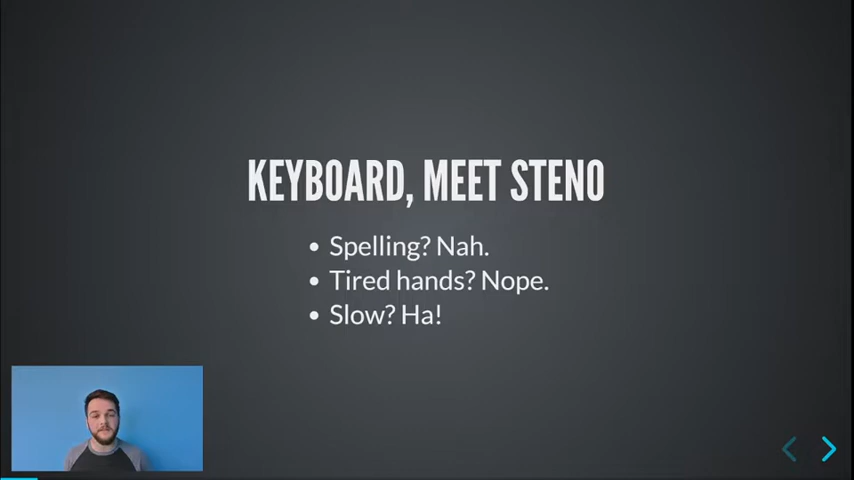 KEYBOARD, MEET STENO
• Spelling? Nah.
• Tired hands? Nope.
• Slow? Ha!